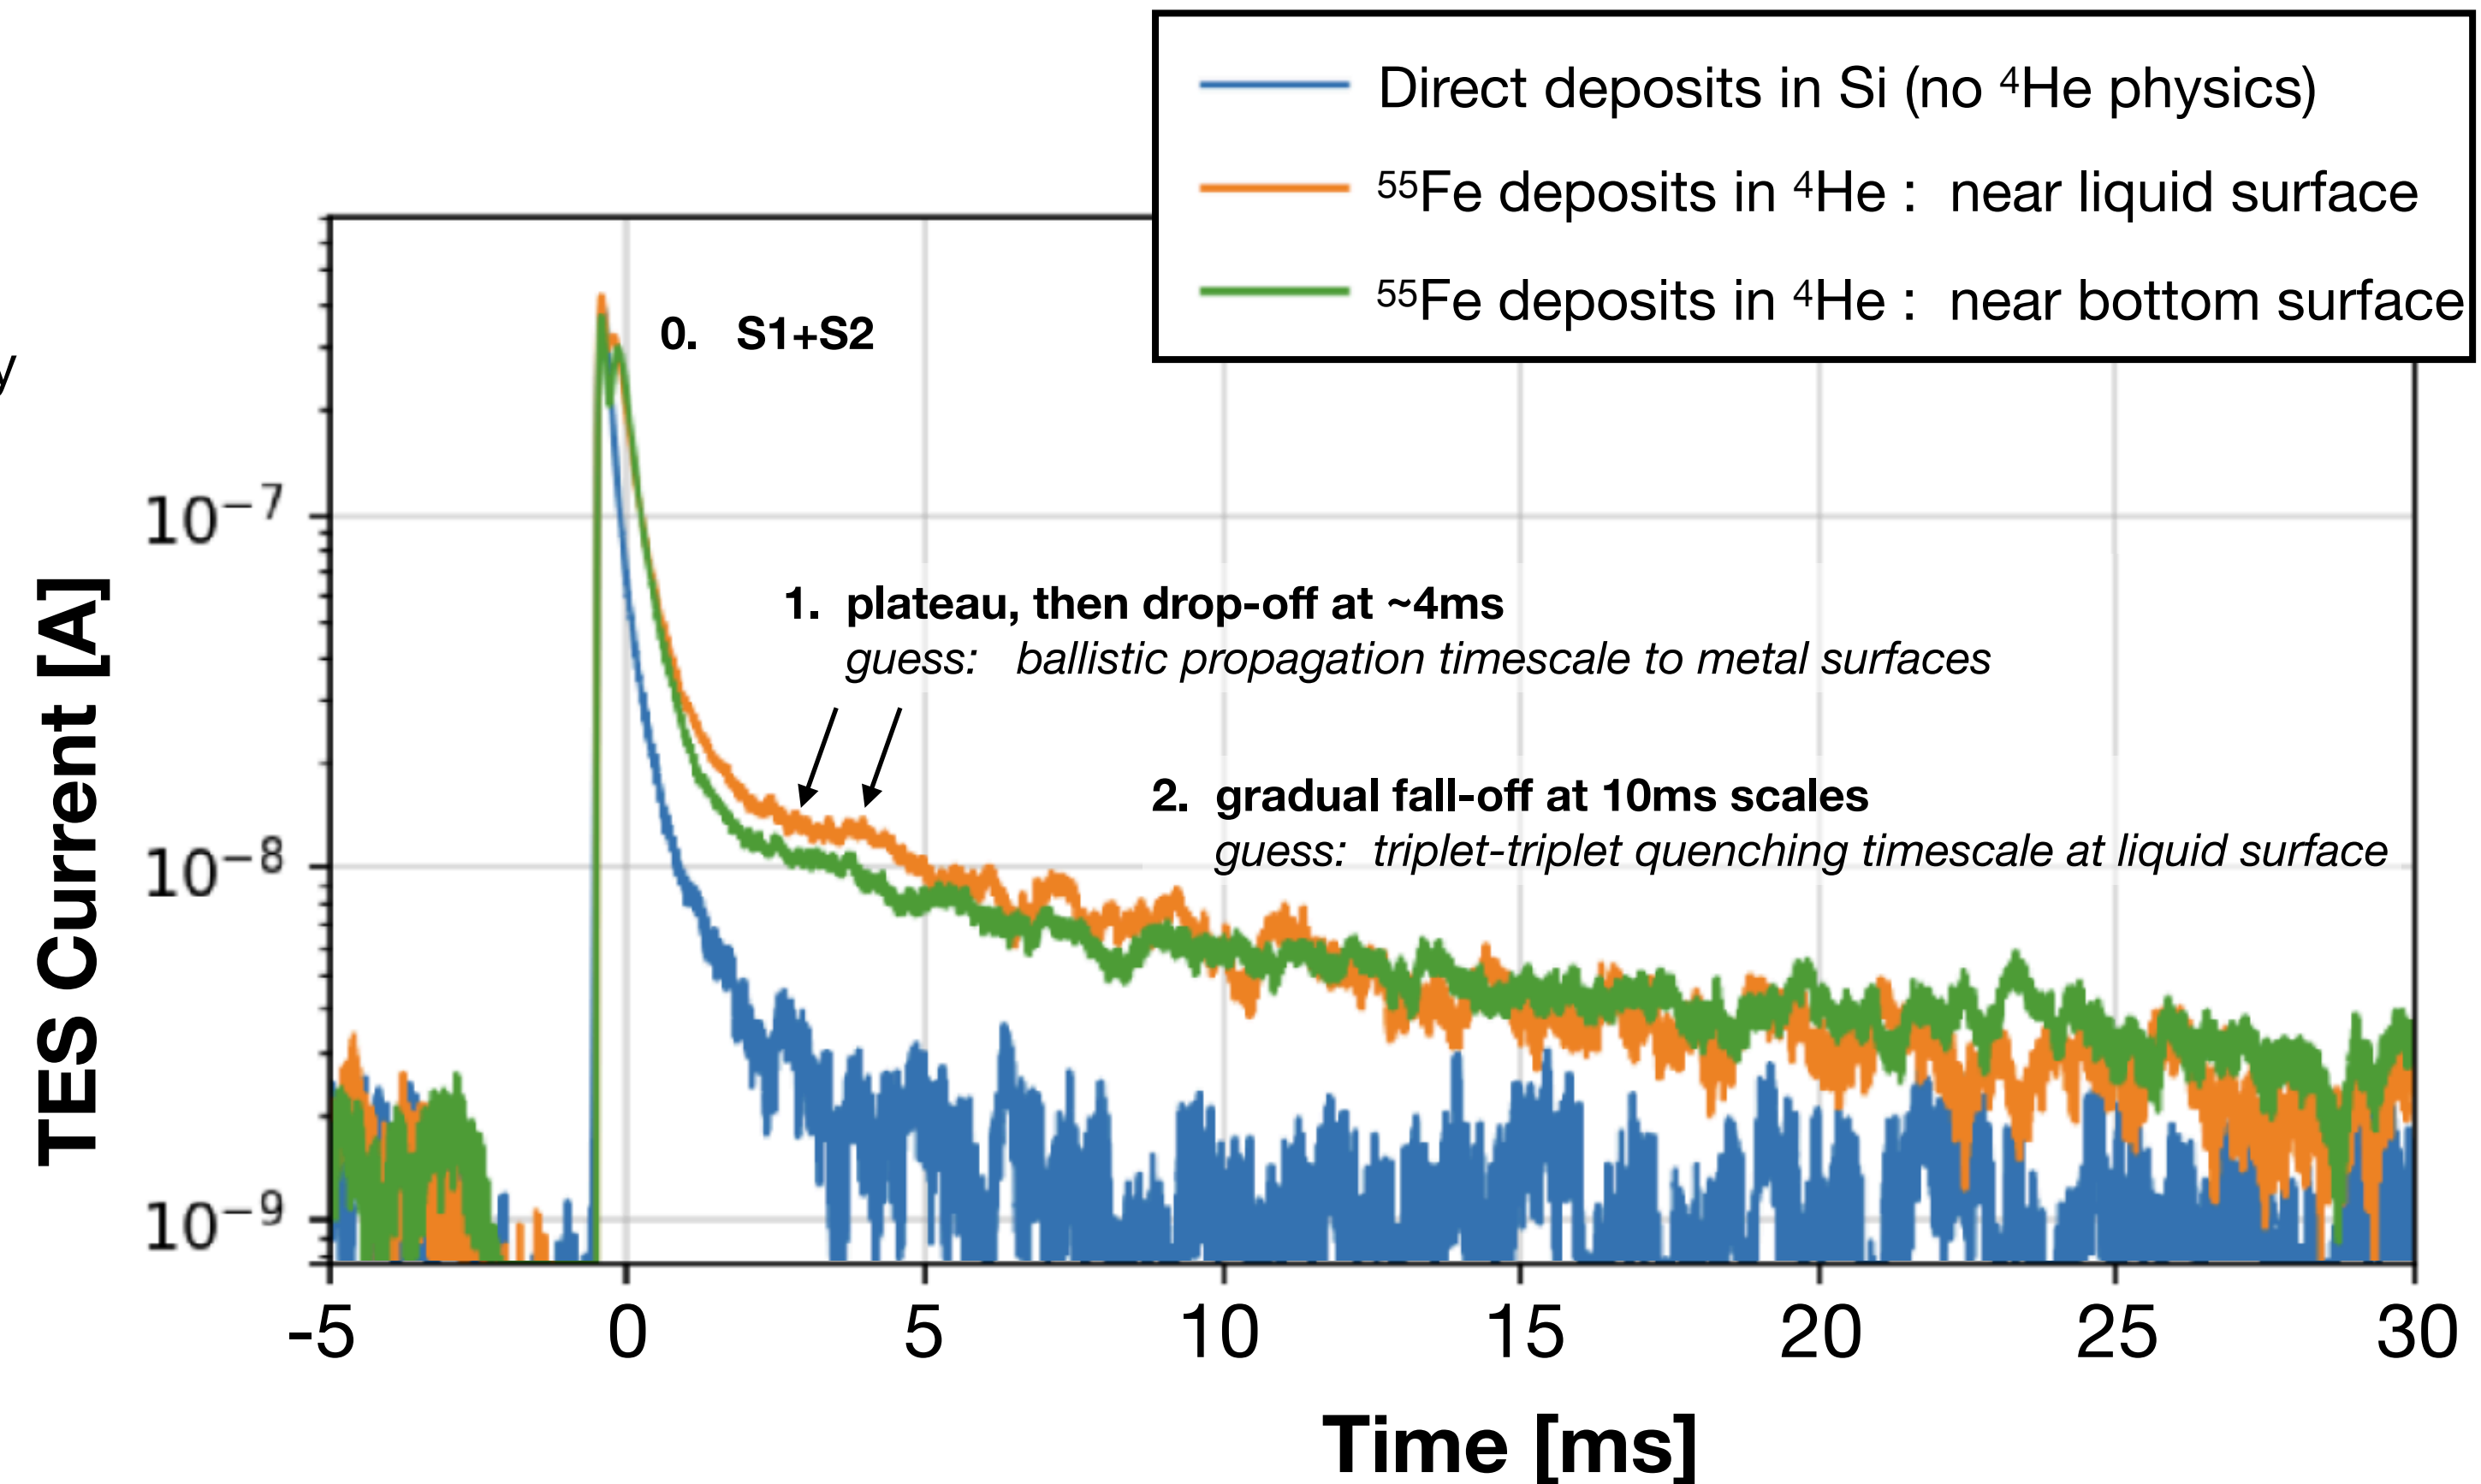 Direct deposits in Si (no ⁴He physics)
⁵⁵Fe deposits in ⁴He : near liquid surface
⁵⁵Fe deposits in ⁴He : near bottom surface
y
0. S1+S2
10⁻⁷
1. plateau, then drop-off at ~4ms
guess: ballistic propagation timescale to metal surfaces
2. gradual fall-off at 10ms scales
guess: triplet-triplet quenching timescale at liquid surface
10⁻⁸
10⁻⁹
TES Current [A]
-5 0 5 10 15 20 25 30
Time [ms]